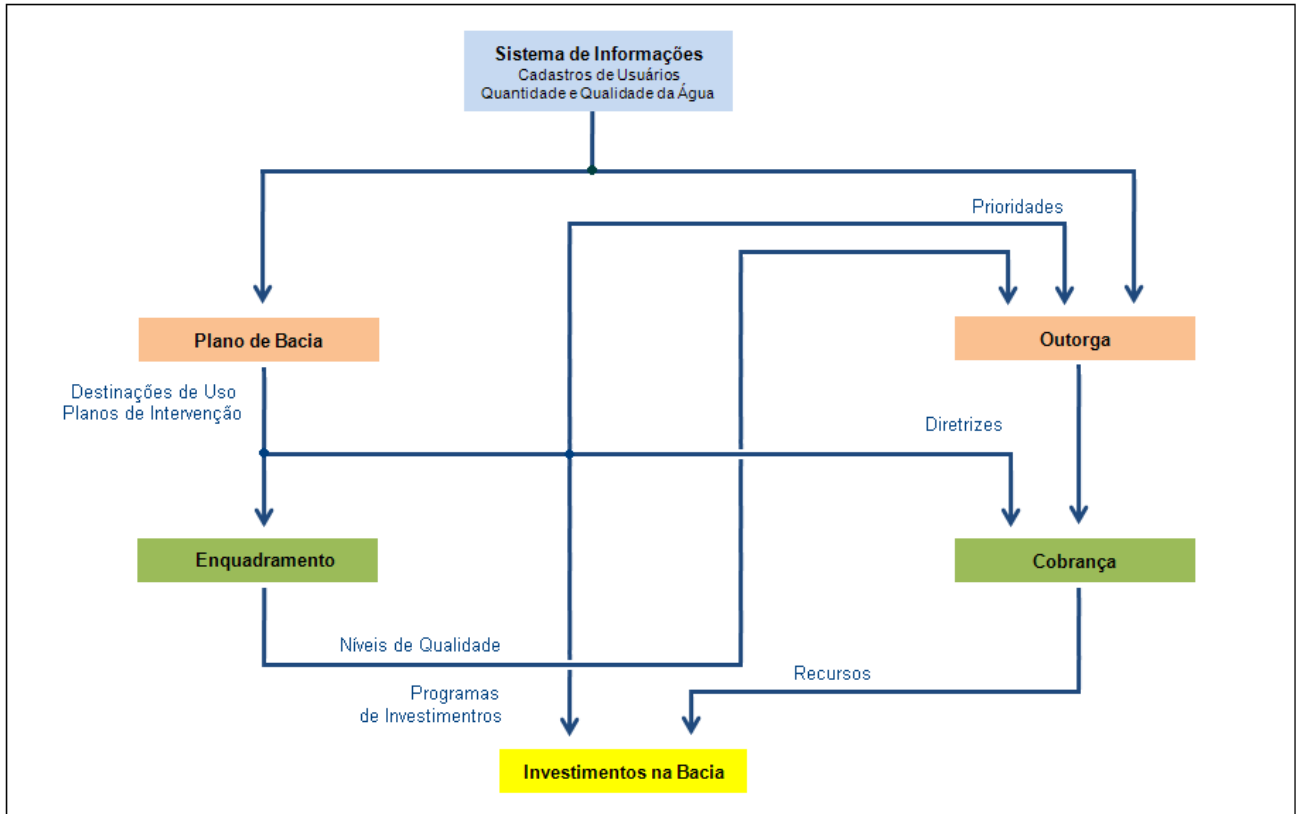 Sistema de Informações
Cadastros de Usuários
Quantidade e Qualidade da Água
Prioridades
Plano de Bacia
Outorga
Destinações de Uso
Planos de Intervenção
Diretrizes
Enquadramento
Cobrança
Níveis de Qualidade
Recursos
Programas
de Investimentros
Investimentos na Bacia